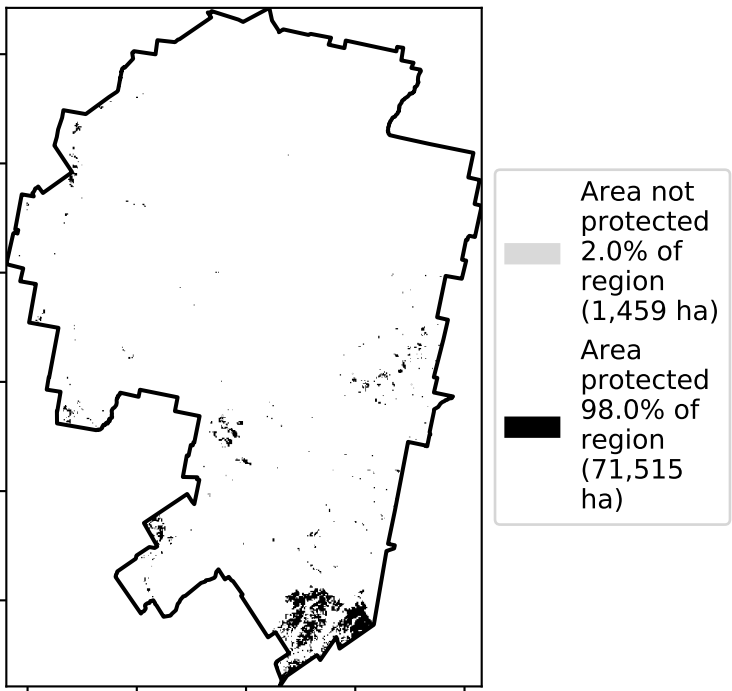 Area not
protected
2.0% of
region
(1,459 ha)
Area
protected
98.0% of
region
(71,515
ha)